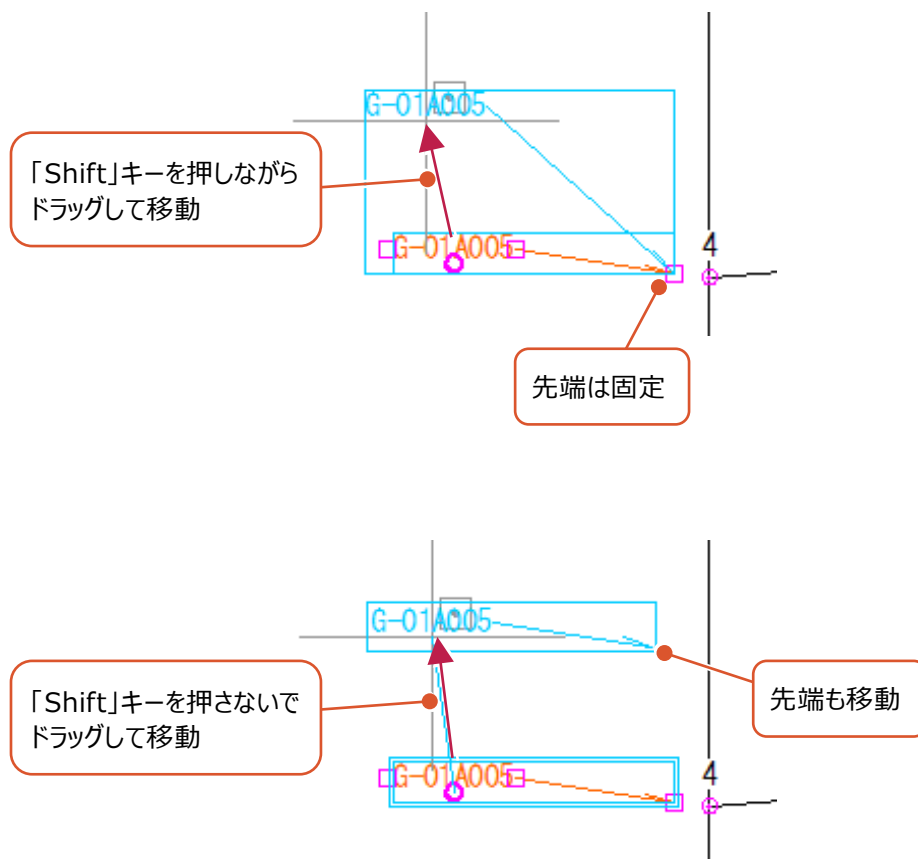 G-01A005
「Shift」キーを押しながら
ドラッグして移動
G-01A005
4
先端は固定
G-01A005
「Shift」キーを押さないで
ドラッグして移動
先端も移動
G-01A005
4